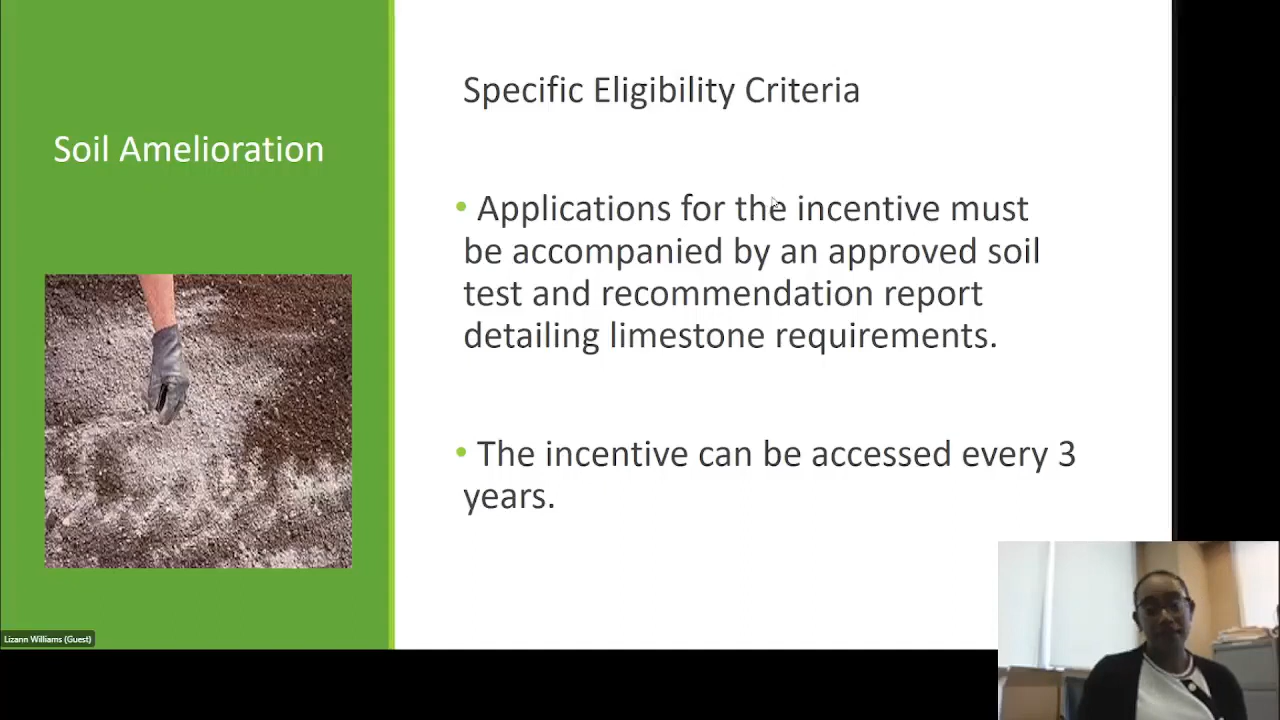 Soil Amelioration
Specific Eligibility Criteria
• Applications for the incentive must
be accompanied by an approved soil
test and recommendation report
detailing limestone requirements.
• The incentive can be accessed every 3
years.
Lizann Williams (Guest)